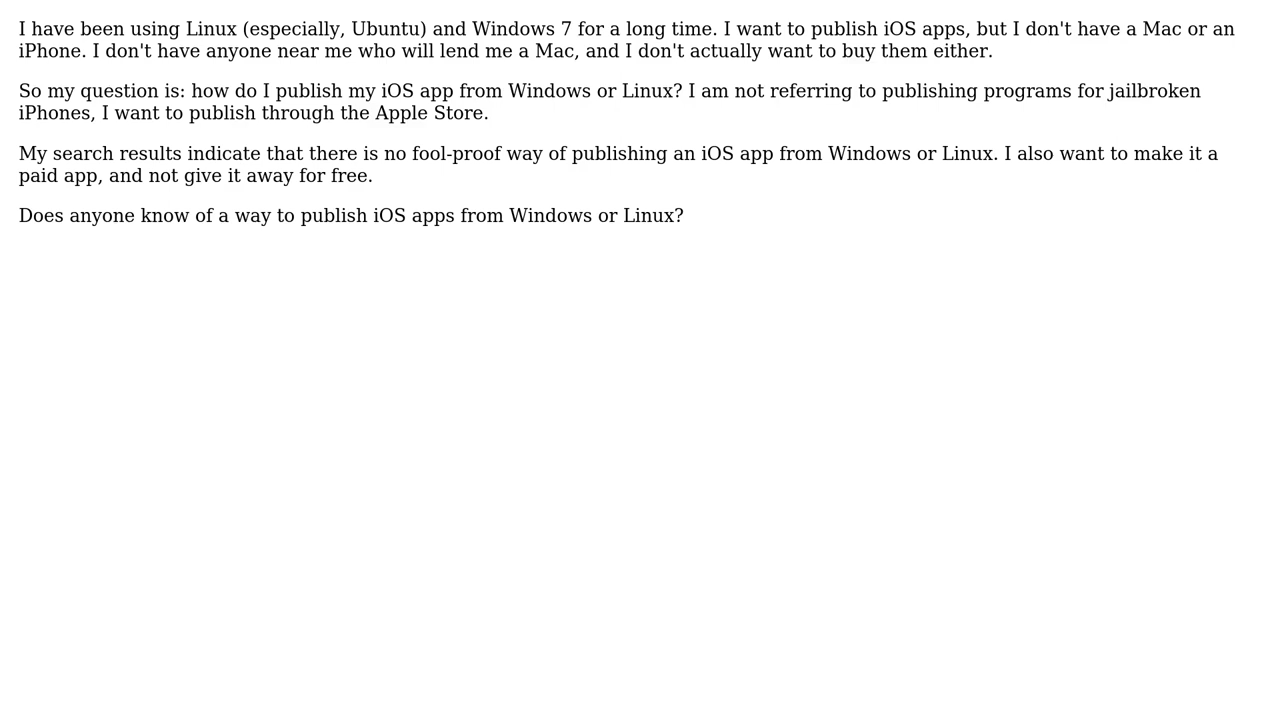 I have been using Linux (especially, Ubuntu) and Windows 7 for a long time. I want to publish iOS apps, but I don't have a Mac or an
iPhone. I don't have anyone near me who will lend me a Mac, and I don't actually want to buy them either.
So my question is: how do I publish my iOS app from Windows or Linux? I am not referring to publishing programs for jailbroken
iPhones, I want to publish through the Apple Store.
My search results indicate that there is no fool-proof way of publishing an iOS app from Windows or Linux. I also want to make it a
paid app, and not give it away for free.
Does anyone know of a way to publish iOS apps from Windows or Linux?